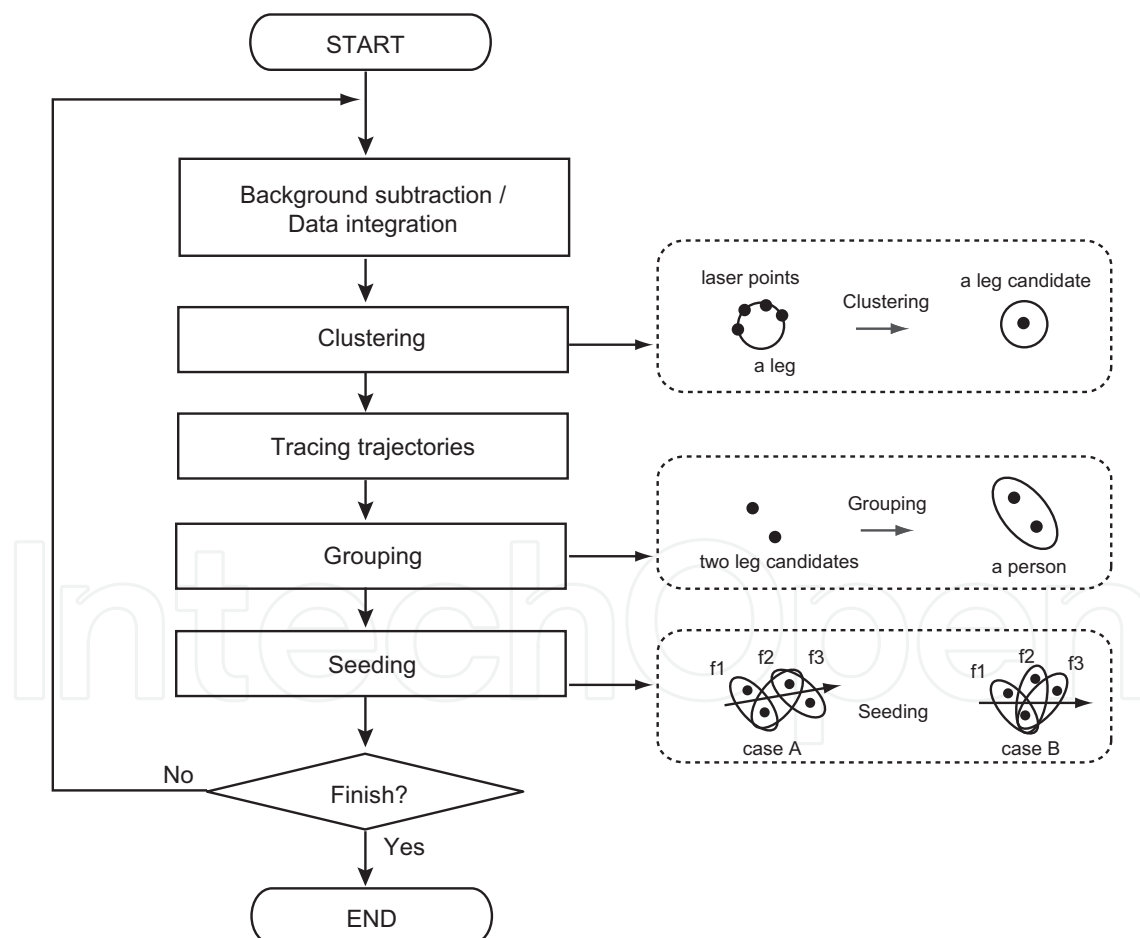 START
Background subtraction /
Data integration
Clustering
laser points
Clustering
a leg candidate
a leg
Tracing trajectories
Grouping
Grouping
two leg candidates
a person
Seeding
f1
f2
f3
case A
Seeding
f1
f2
f3
case B
No
Finish?
Yes
END
IntechOpen